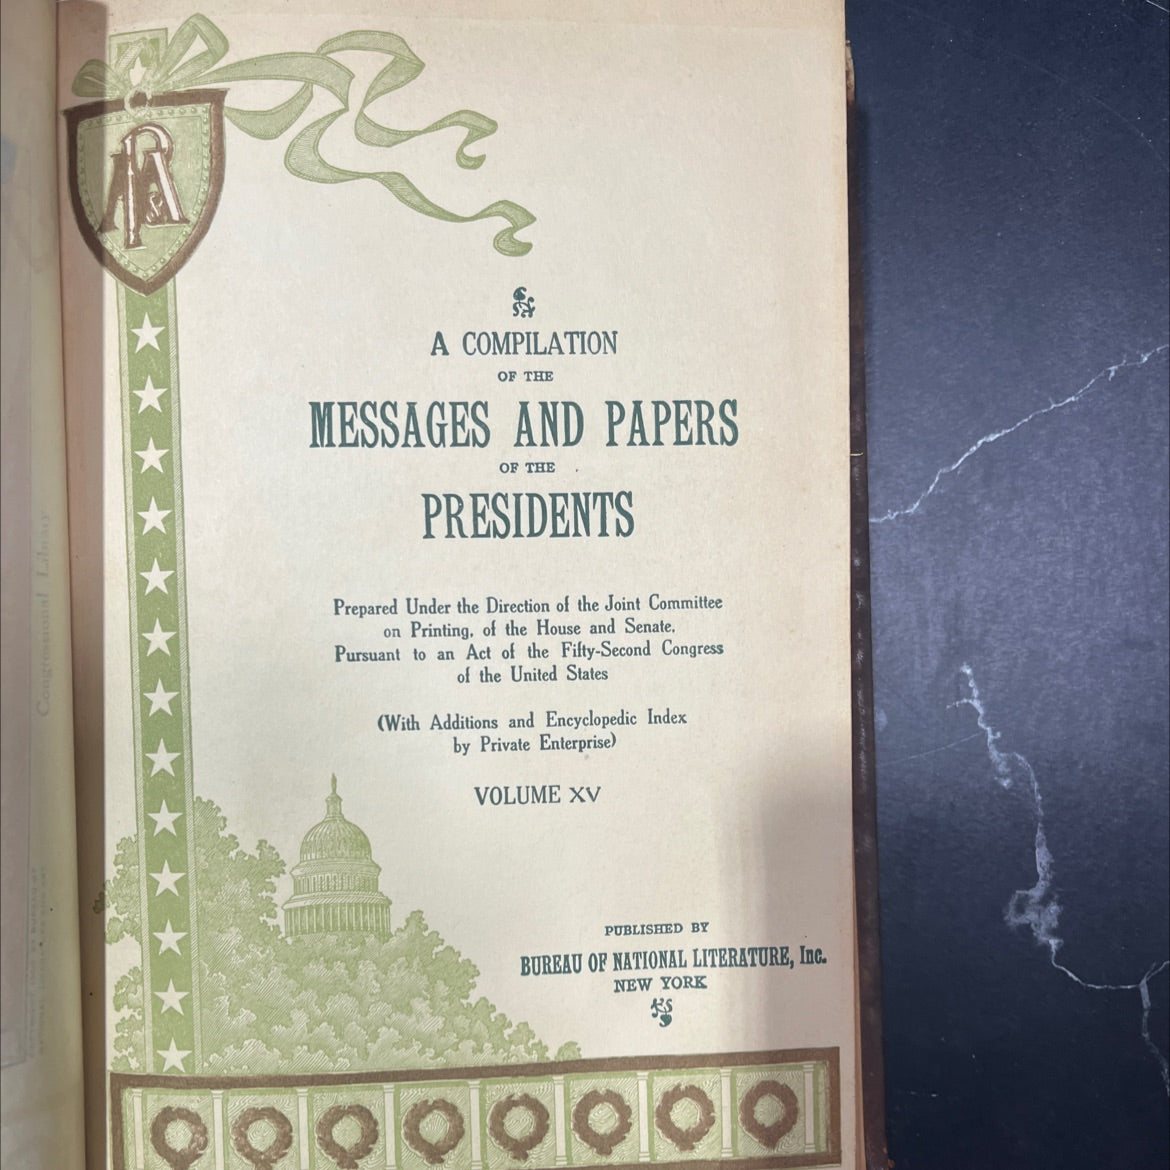 A COMPILATION
OF THE
MESSAGES AND PAPERS
OF THE
PRESIDENTS
Prepared Under the Direction of the Joint Committee
on Printing, of the House and Senate,
Pursuant to an Act of the Fifty-Second Congress
of the United States
(With Additions and Encyclopedic Index
by Private Enterprise)
VOLUME XV
PUBLISHED BY
BUREAU OF NATIONAL LITERATURE, Inc.
NEW YORK
Congressional Library